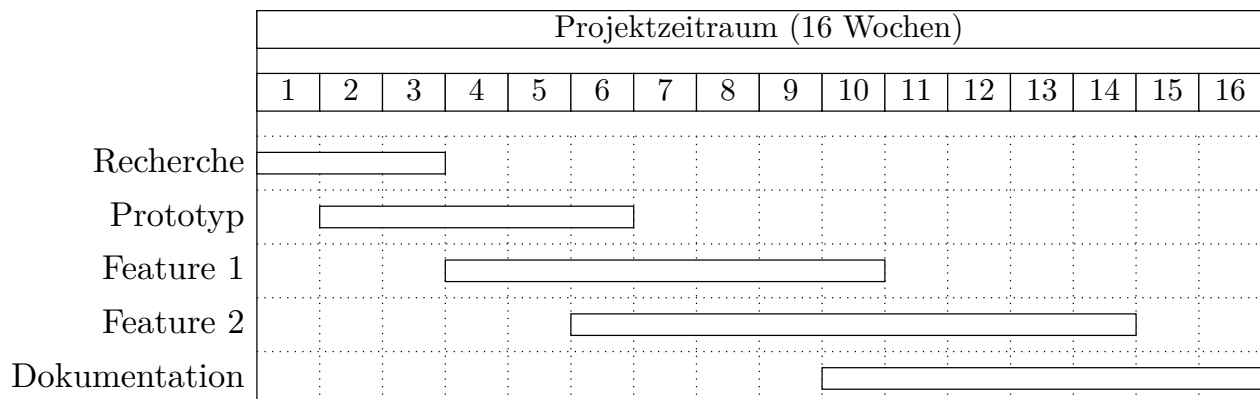 Projektzeitraum (16 Wochen)
1 2 3 4 5 6 7 8 9 10 11 12 13 14 15 16
Recherche
Prototyp
Feature 1
Feature 2
Dokumentation